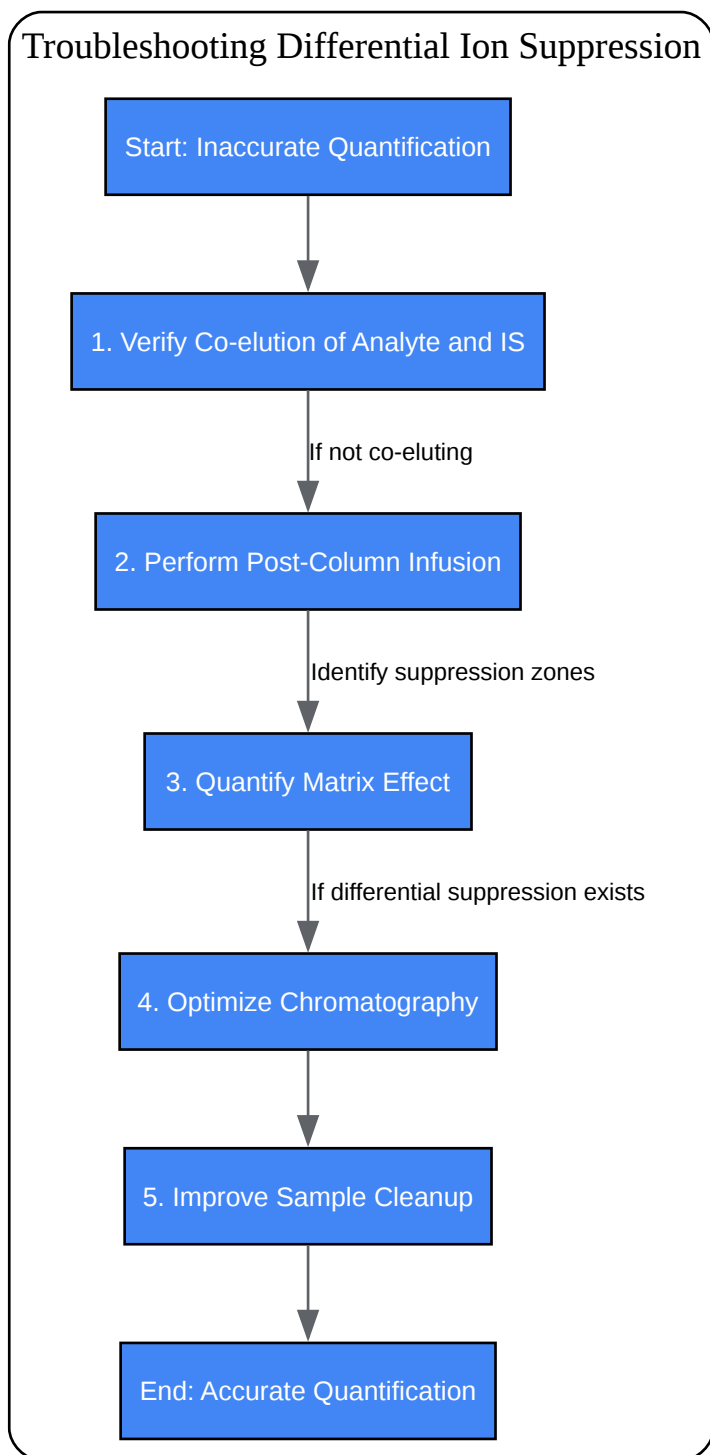 Troubleshooting Differential Ion Suppression
Start: Inaccurate Quantification
1. Verify Co-elution of Analyte and IS
If not co-eluting
2. Perform Post-Column Infusion
Identify suppression zones
3. Quantify Matrix Effect
If differential suppression exists
4. Optimize Chromatography
5. Improve Sample Cleanup
End: Accurate Quantification